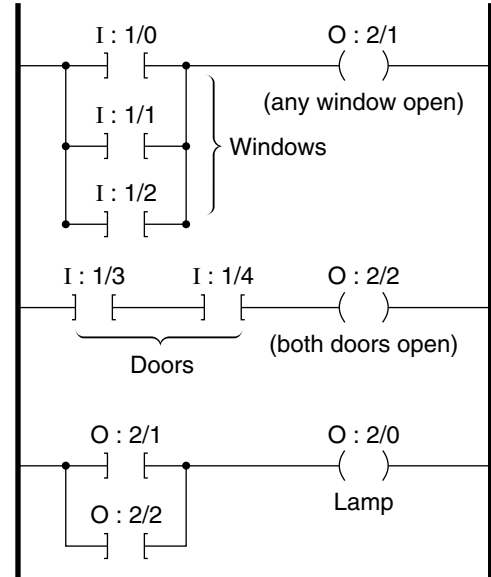 I : 1/0 O : 2/1
(any window open)
I : 1/1
Windows
I : 1/2
I : 1/3 I : 1/4 O : 2/2
(both doors open)
Doors
O : 2/1 O : 2/0
Lamp
O : 2/2